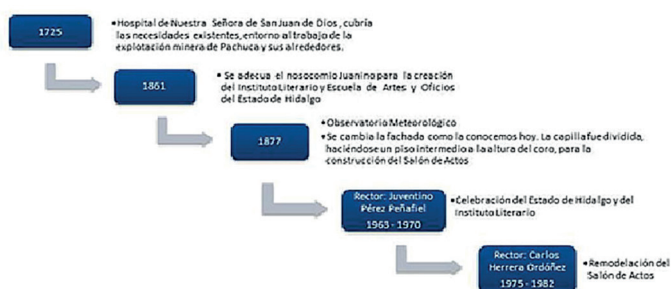 1725
•Hospital de Nuestra Señora de San Juan de Dios, cubría
las necesidades existentes, entorno al trabajo de la
explotación minera de Pachuca y sus alrededores.
1861
• Se adecua el nosocomio Juanino para la creación
del Instituto Literario y Escuela de Artes y Oficios
del Estado de Hidalgo
1877
•Observatorio Meteorológico
•Se cambia la fachada como la conocemos hoy. La capilla fue dividida,
haciéndose un piso intermedio a la altura del coro, para la
construcción del Salón de Actos
Rector: Juventino
Pérez Peñafiel
1963 - 1970
•Celebración del Estado de Hidalgo y del
Instituto Literario
Rector: Carlos
Herrera Ordóñez
1975 - 1982
•Remodelación del
Salón de Actos